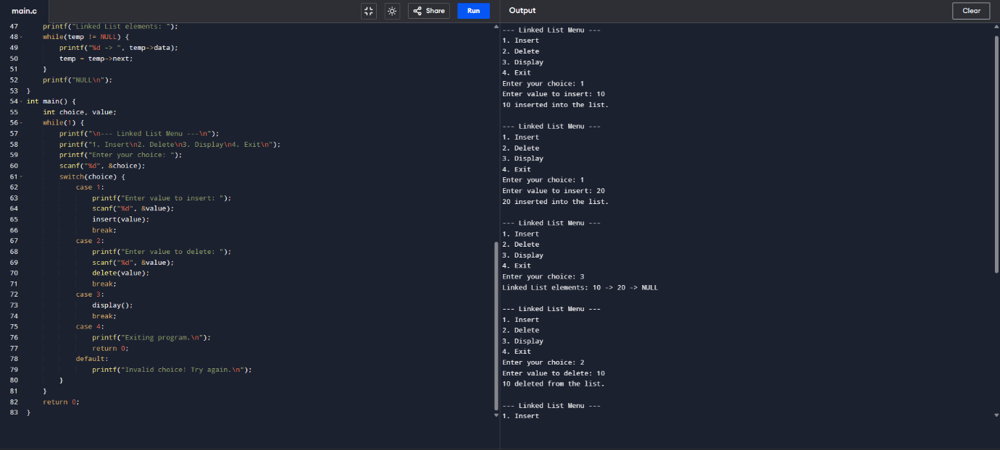 main.c
Share
Run
Output
Clear
47 printf("Linked List elements: ");
48 while(temp != NULL) {
49 printf("%d -> ", temp->data);
50 temp = temp->next;
51 }
52 printf("NULL\n");
53 }
54 int main() {
55 int choice, value;
56 while(1) {
57 printf("\n--- Linked List Menu ---\n");
58 printf("1. Insert\n2. Delete\n3. Display\n4. Exit\n");
59 printf("Enter your choice: ");
60 scanf("%d", &choice);
61 switch(choice) {
62 case 1:
63 printf("Enter value to insert: ");
64 scanf("%d", &value);
65 insert(value);
66 break;
67 case 2:
68 printf("Enter value to delete: ");
69 scanf("%d", &value);
70 delete(value);
71 break;
72 case 3:
73 display();
74 break;
75 case 4:
76 printf("Exiting program.\n");
77 return 0;
78 default:
79 printf("Invalid choice! Try again.\n");
80 }
81 }
82 return 0;
83 }
--- Linked List Menu ---
1. Insert
2. Delete
3. Display
4. Exit
Enter your choice: 1
Enter value to insert: 10
10 inserted into the list.
--- Linked List Menu ---
1. Insert
2. Delete
3. Display
4. Exit
Enter your choice: 1
Enter value to insert: 20
20 inserted into the list.
--- Linked List Menu ---
1. Insert
2. Delete
3. Display
4. Exit
Enter your choice: 3
Linked List elements: 10 -> 20 -> NULL
--- Linked List Menu ---
1. Insert
2. Delete
3. Display
4. Exit
Enter your choice: 2
Enter value to delete: 10
10 deleted from the list.
--- Linked List Menu ---
1. Insert